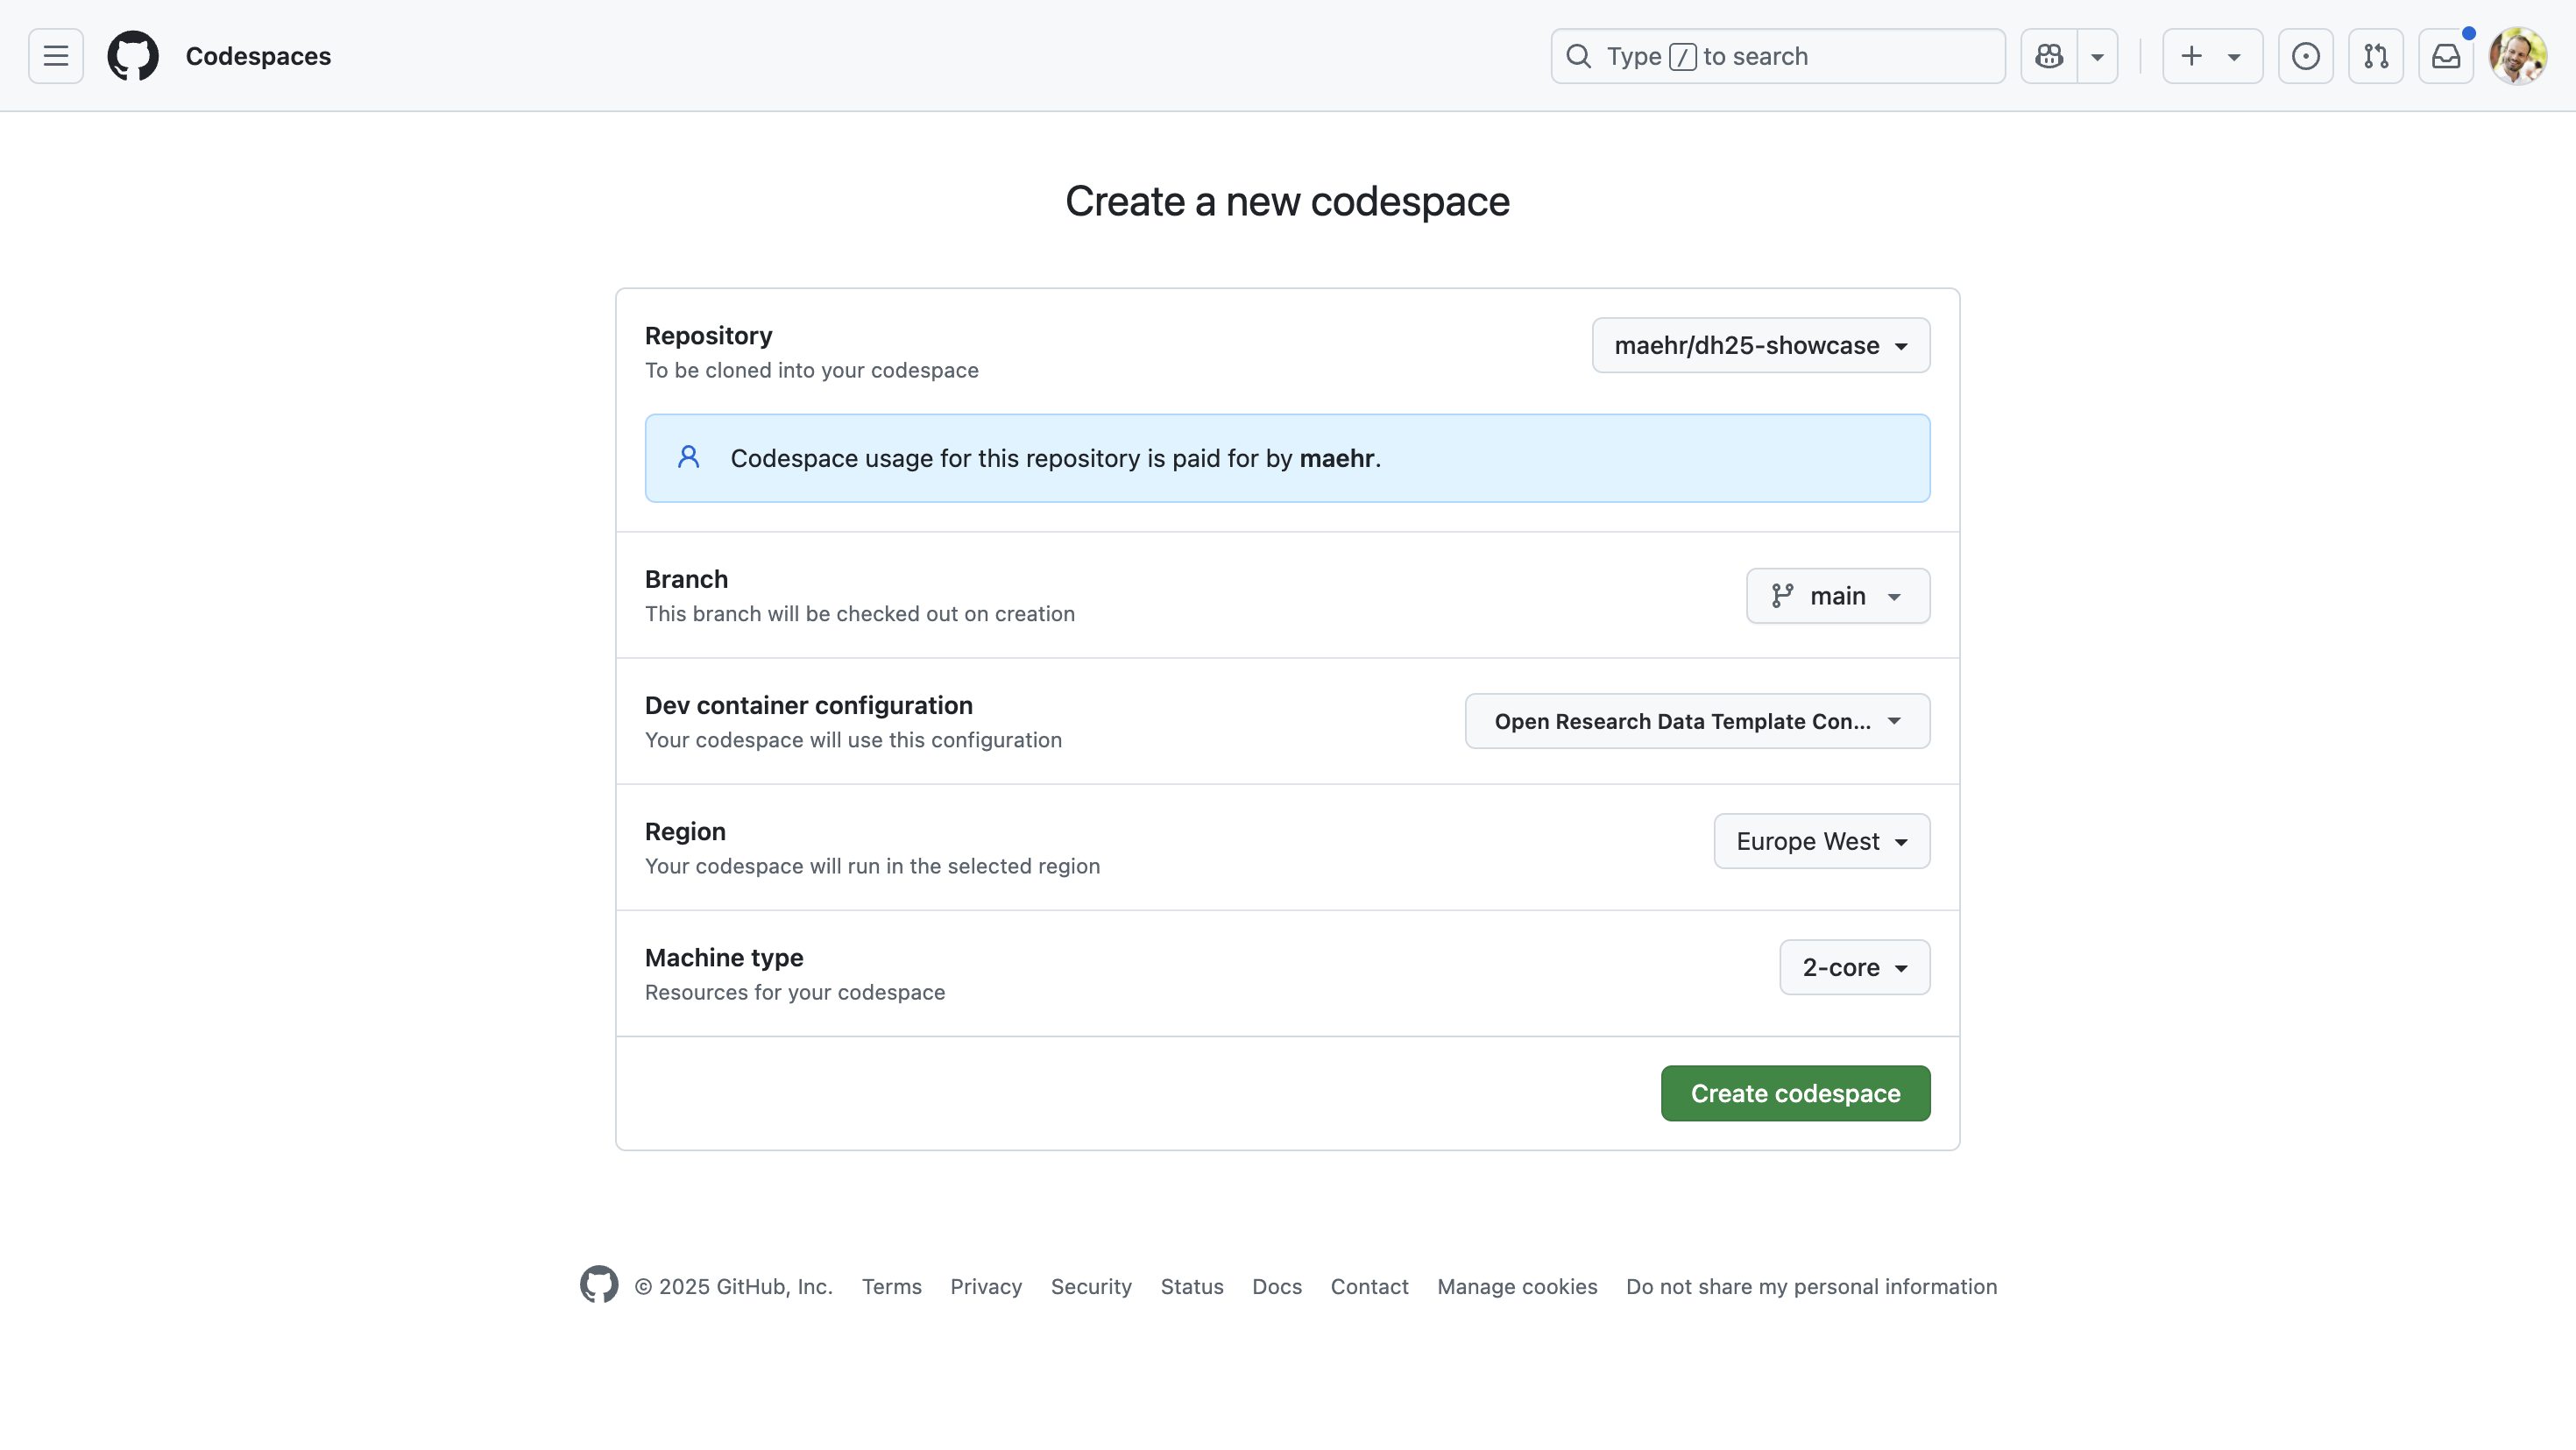 Codespaces
Type / to search
Create a new codespace
Repository
To be cloned into your codespace
maehr/dh25-showcase
Codespace usage for this repository is paid for by maehr.
Branch
This branch will be checked out on creation
main
Dev container configuration
Your codespace will use this configuration
Open Research Data Template Con...
Region
Your codespace will run in the selected region
Europe West
Machine type
Resources for your codespace
2-core
Create codespace
© 2025 GitHub, Inc. Terms Privacy Security Status Docs Contact Manage cookies Do not share my personal information